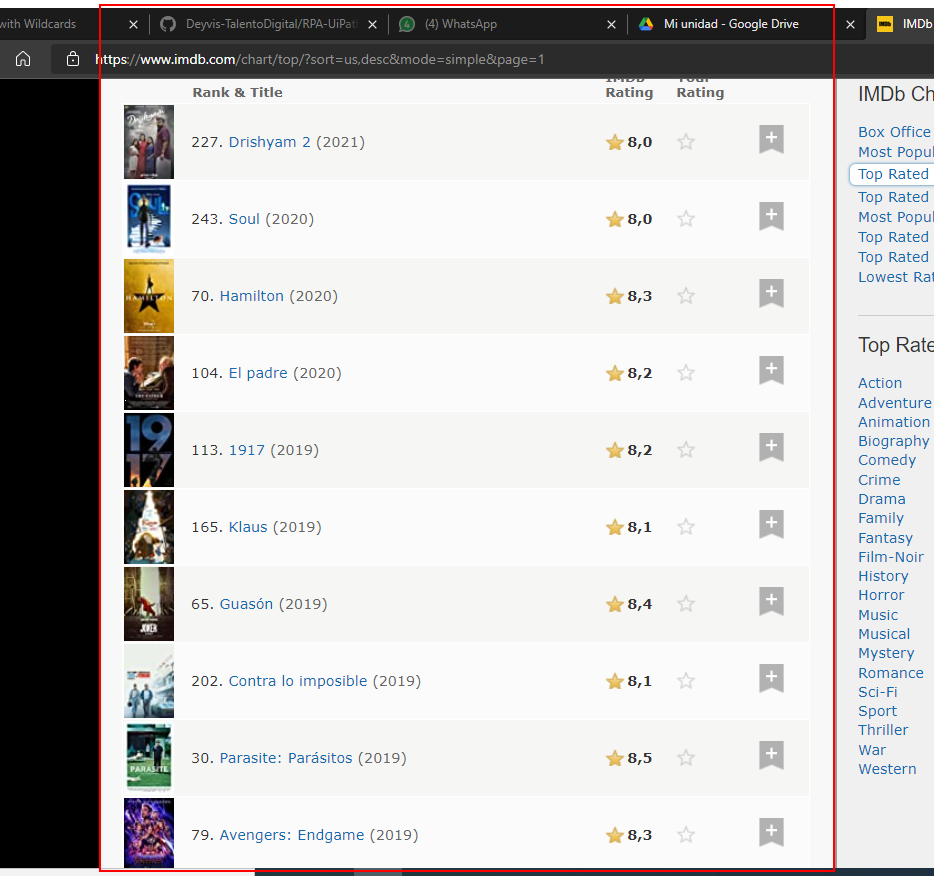 with Wildcards
Deyvis-TalentoDigital/RPA-UiPat
(4) WhatsApp
Mi unidad - Google Drive
IMDb
https://www.imdb.com/chart/top/?sort=us,desc&mode=simple&page=1
Rank & Title
IMDb Rating
Your Rating
227. Drishyam 2 (2021) 8,0
243. Soul (2020) 8,0
70. Hamilton (2020) 8,3
104. El padre (2020) 8,2
113. 1917 (2019) 8,2
165. Klaus (2019) 8,1
65. Guasón (2019) 8,4
202. Contra lo imposible (2019) 8,1
30. Parasite: Parásitos (2019) 8,5
79. Avengers: Endgame (2019) 8,3
HAMILTON
19
17
JOKER
PARASITE
IMDb Ch
Box Office
Most Popul
Top Rated
Top Rated
Most Popul
Top Rated
Top Rated
Lowest Rat
Top Rate
Action
Adventure
Animation
Biography
Comedy
Crime
Drama
Family
Fantasy
Film-Noir
History
Horror
Music
Musical
Mystery
Romance
Sci-Fi
Sport
Thriller
War
Western